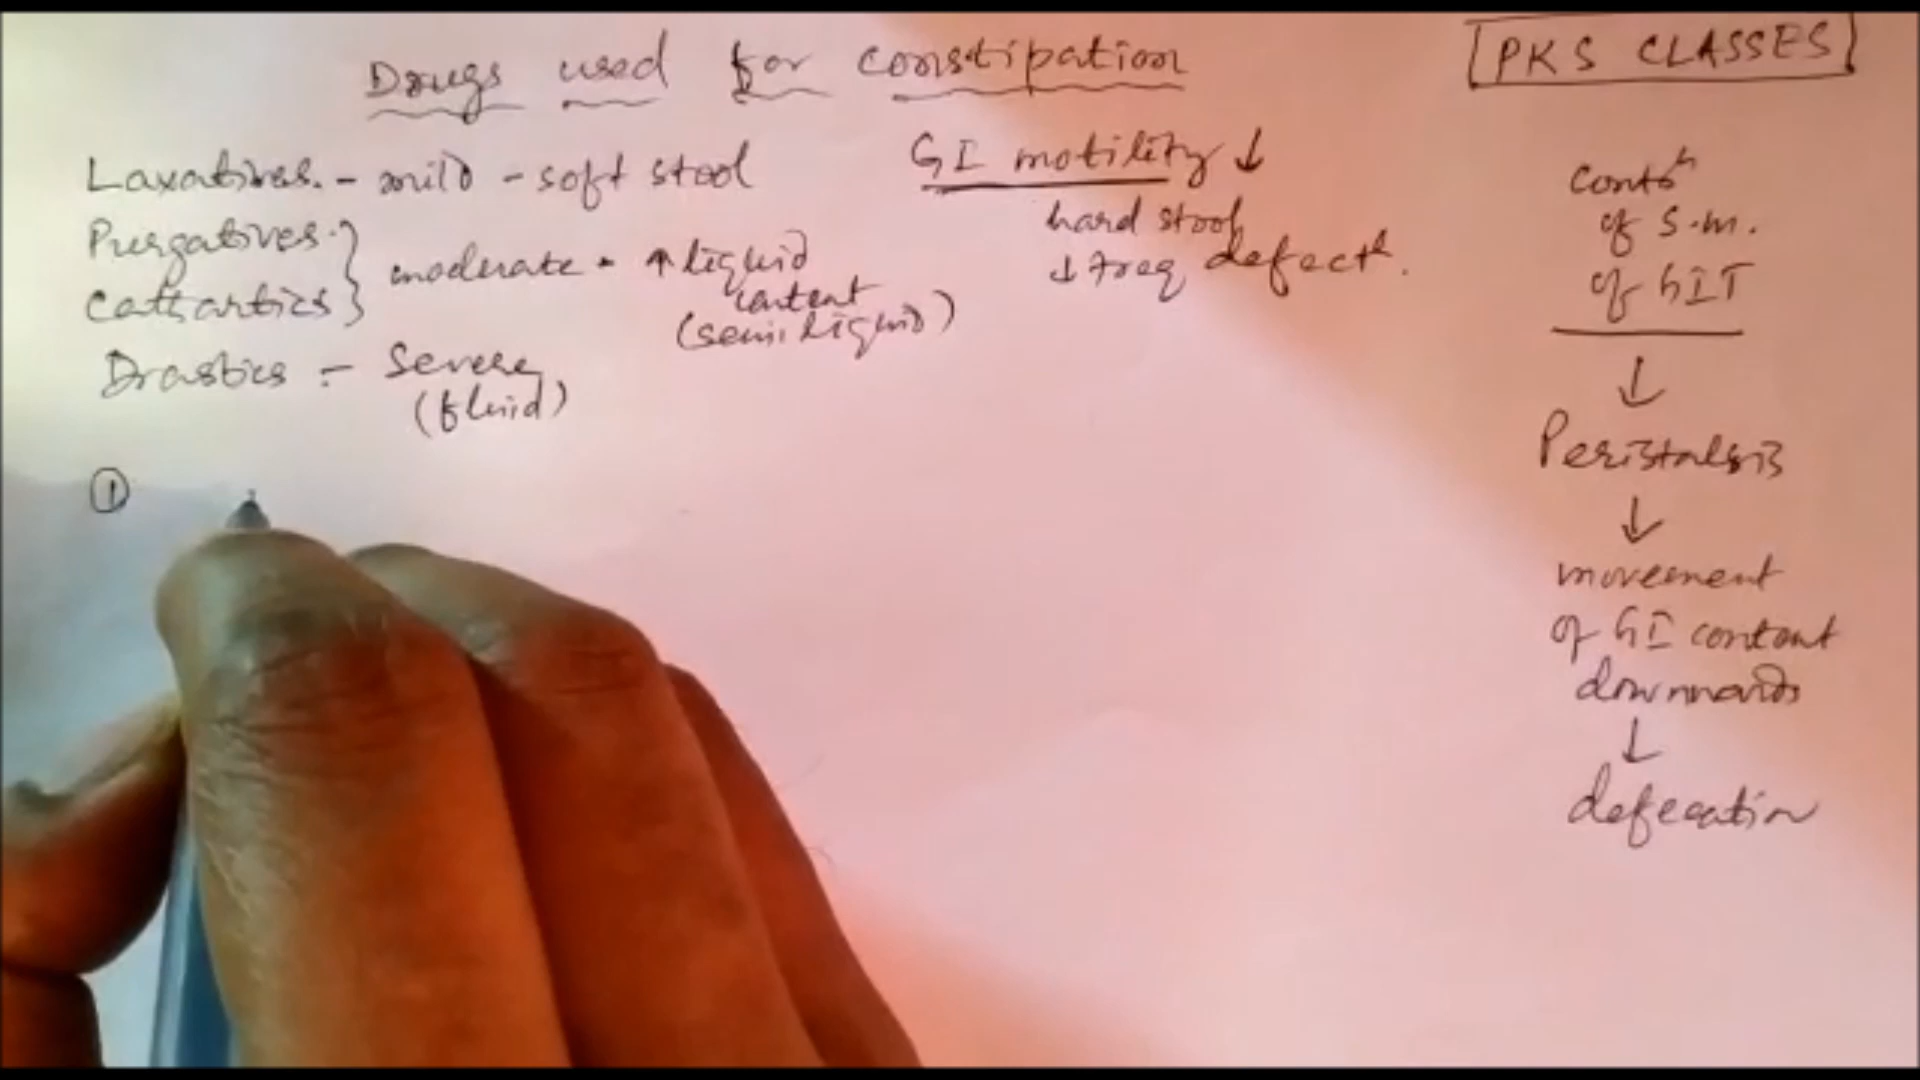 Drugs used for constipation
[PKS CLASSES]
Laxatives. - mild - soft stool
Purgatives.}
Cathartics} moderate - ↑ liquid
content
(semi liquid)
Drastics :- Severe
(fluid)
①
GI motility ↓
hard stool
↓ freq defectⁿ.
Contⁿ
of S.m.
of GIT
↓
Peristalsis
↓
movement
of GI content
downwards
↓
defecation